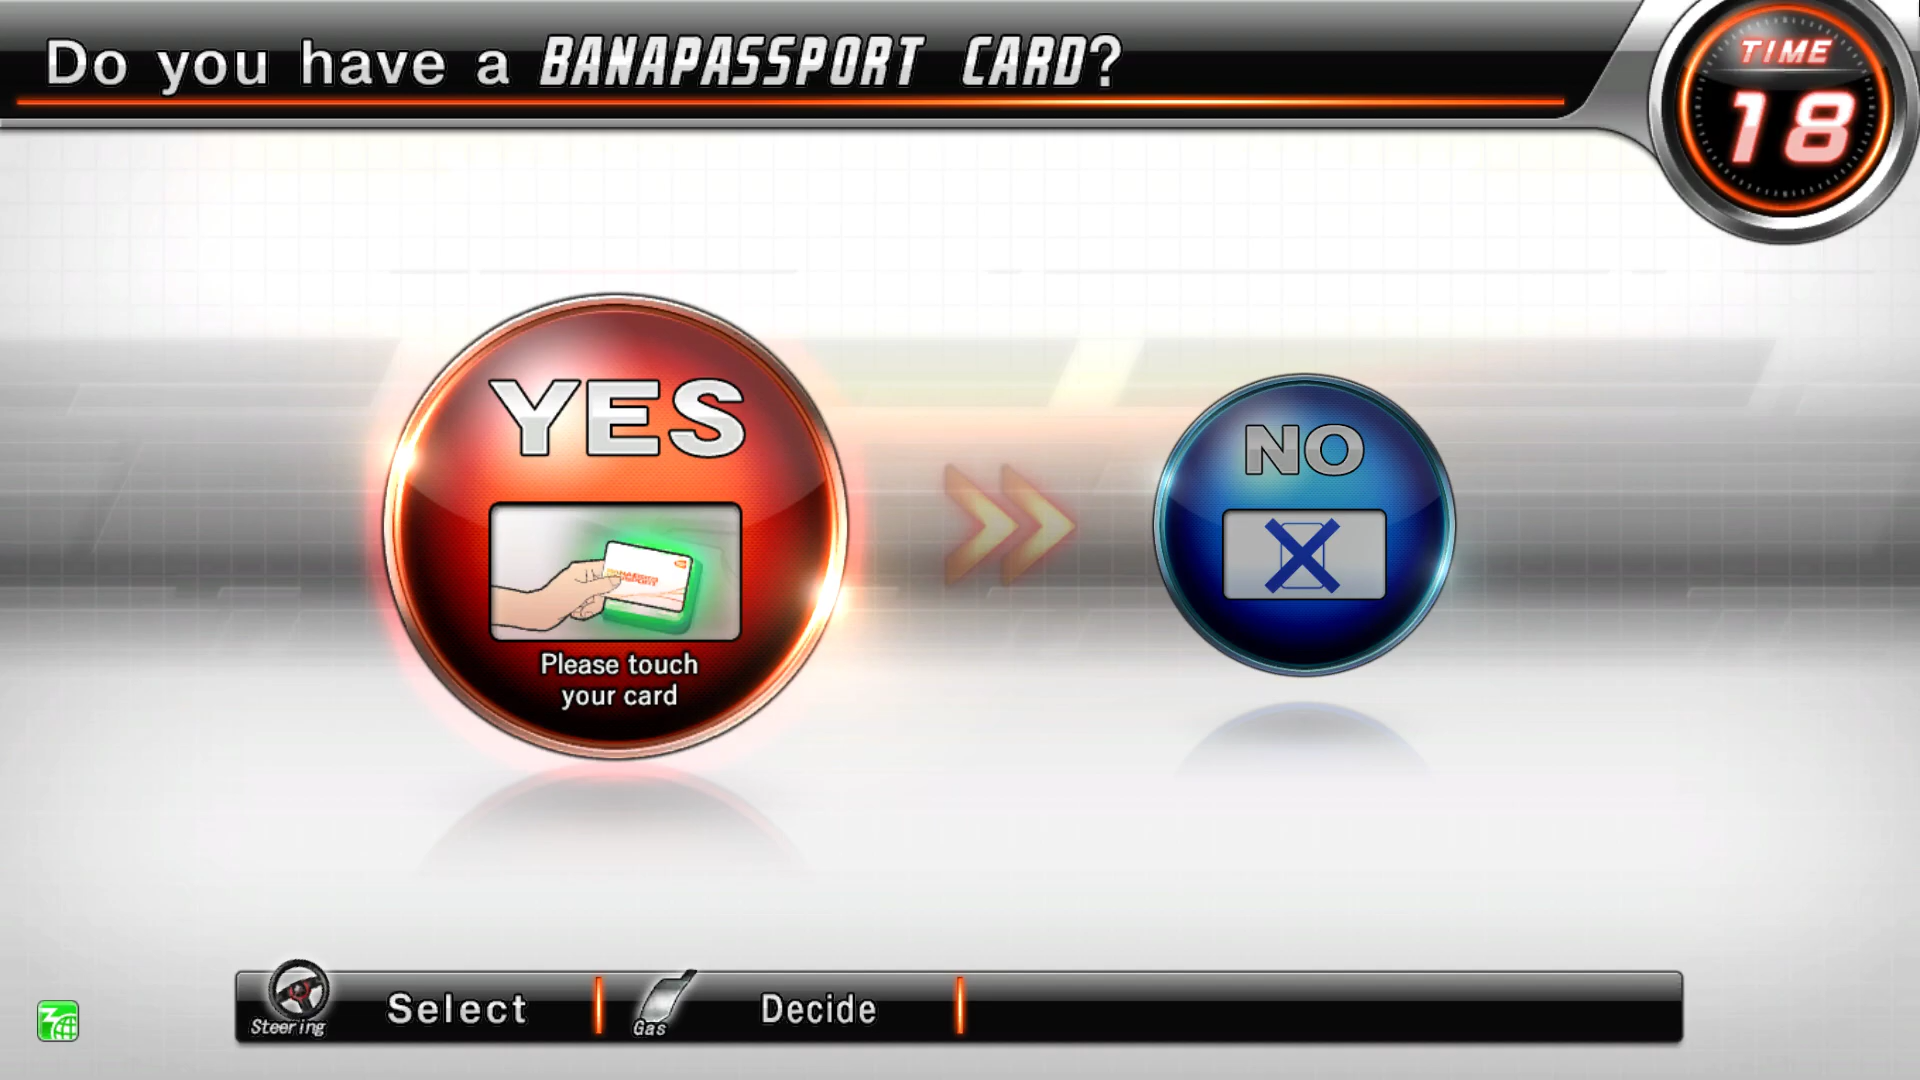 Do you have a BANAPASSPORT CARD?
TIME
18
YES
Please touch
your card
NO
Steering
Select
Gas
Decide